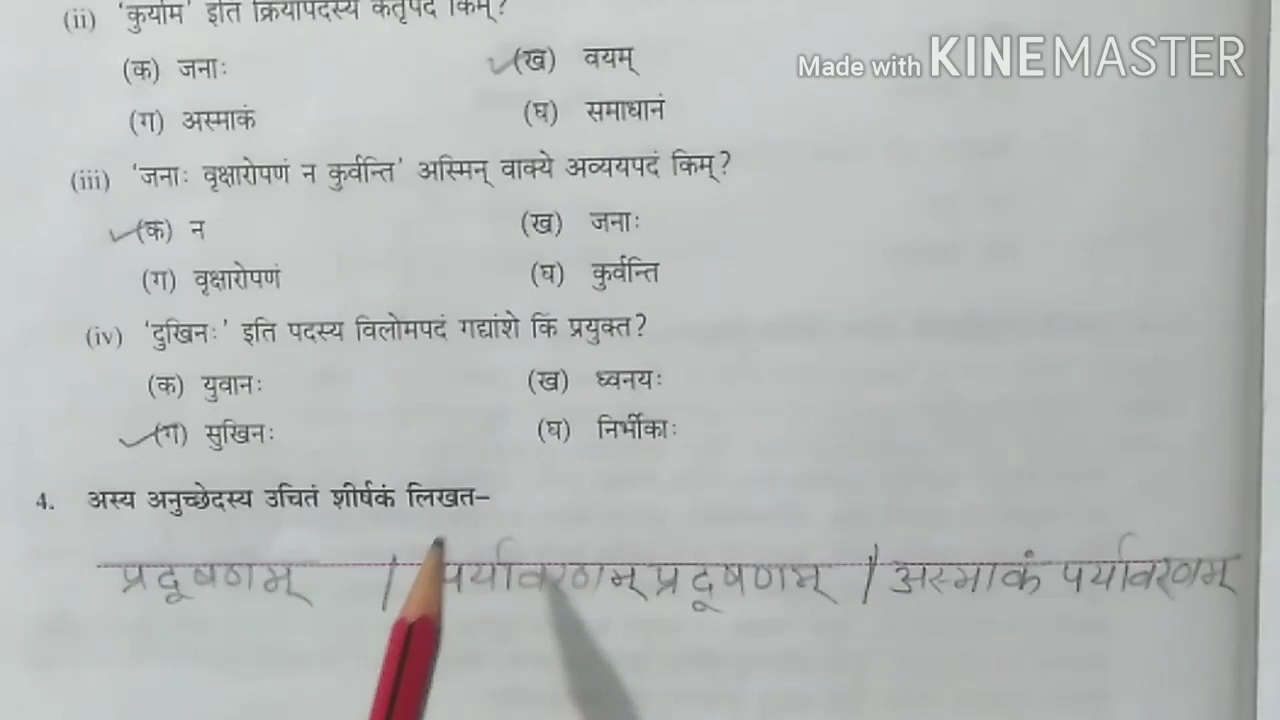 (ii) 'कुर्याम' इति क्रियापदस्य कर्तृपदं किम्?
(क) जनाः (ख) वयम्
(ग) अस्माकं (घ) समाधानं
(iii) 'जनाः वृक्षारोपणं न कुर्वन्ति' अस्मिन् वाक्ये अव्ययपदं किम्?
(क) न (ख) जनाः
(ग) वृक्षारोपणं (घ) कुर्वन्ति
(iv) 'दुखिनः' इति पदस्य विलोमपदं गद्यांशे किं प्रयुक्त?
(क) युवानः (ख) ध्वनयः
(ग) सुखिनः (घ) निर्भीकाः
4. अस्य अनुच्छेदस्य उचितं शीर्षकं लिखत–
प्रदूषणम् / पर्यावरणम् प्रदूषणम् / अस्माकं पर्यावरणम्
Made with KINEMASTER